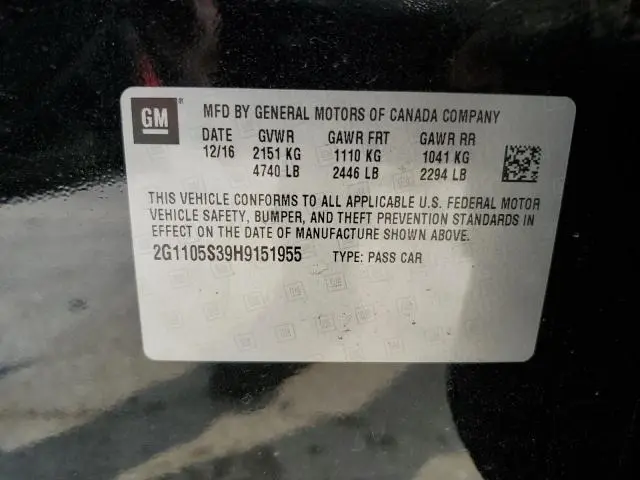 GM
MFD BY GENERAL MOTORS OF CANADA COMPANY
DATE GVWR GAWR FRT GAWR RR
12/16 2151 KG 1110 KG 1041 KG
4740 LB 2446 LB 2294 LB
THIS VEHICLE CONFORMS TO ALL APPLICABLE U.S. FEDERAL MOTOR
VEHICLE SAFETY, BUMPER, AND THEFT PREVENTION STANDARDS IN
EFFECT ON THE DATE OF MANUFACTURE SHOWN ABOVE.
2G1105S39H9151955 TYPE: PASS CAR